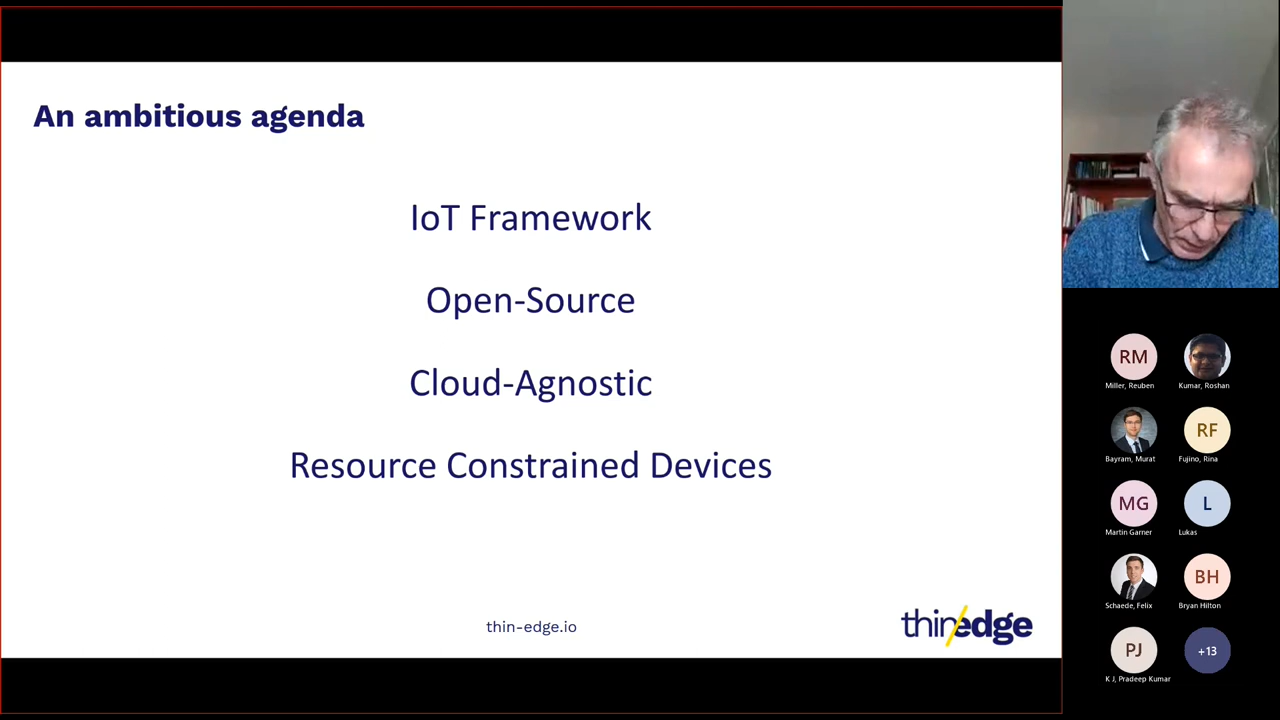 An ambitious agenda
IoT Framework
Open-Source
Cloud-Agnostic
Resource Constrained Devices
thin-edge.io
thin/edge
RM
Miller, Reuben
Kumar, Roshan
Bayram, Murat
RF
Fujino, Rina
MG
Martin Garner
L
Lukas
Schaede, Felix
BH
Bryan Hilton
PJ
K J, Pradeep Kumar
+13